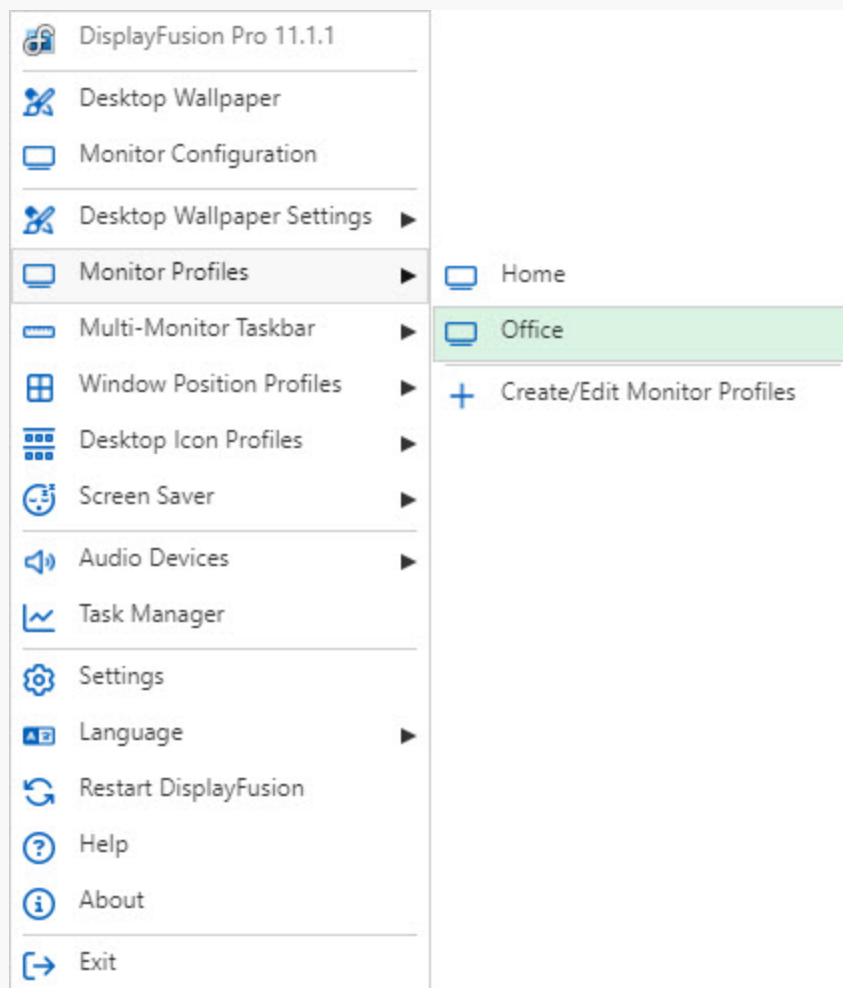 DisplayFusion Pro 11.1.1
Desktop Wallpaper
Monitor Configuration
Desktop Wallpaper Settings
Monitor Profiles
Multi-Monitor Taskbar
Window Position Profiles
Desktop Icon Profiles
Screen Saver
Audio Devices
Task Manager
Settings
Language
Restart DisplayFusion
Help
About
Exit
Home
Office
Create/Edit Monitor Profiles